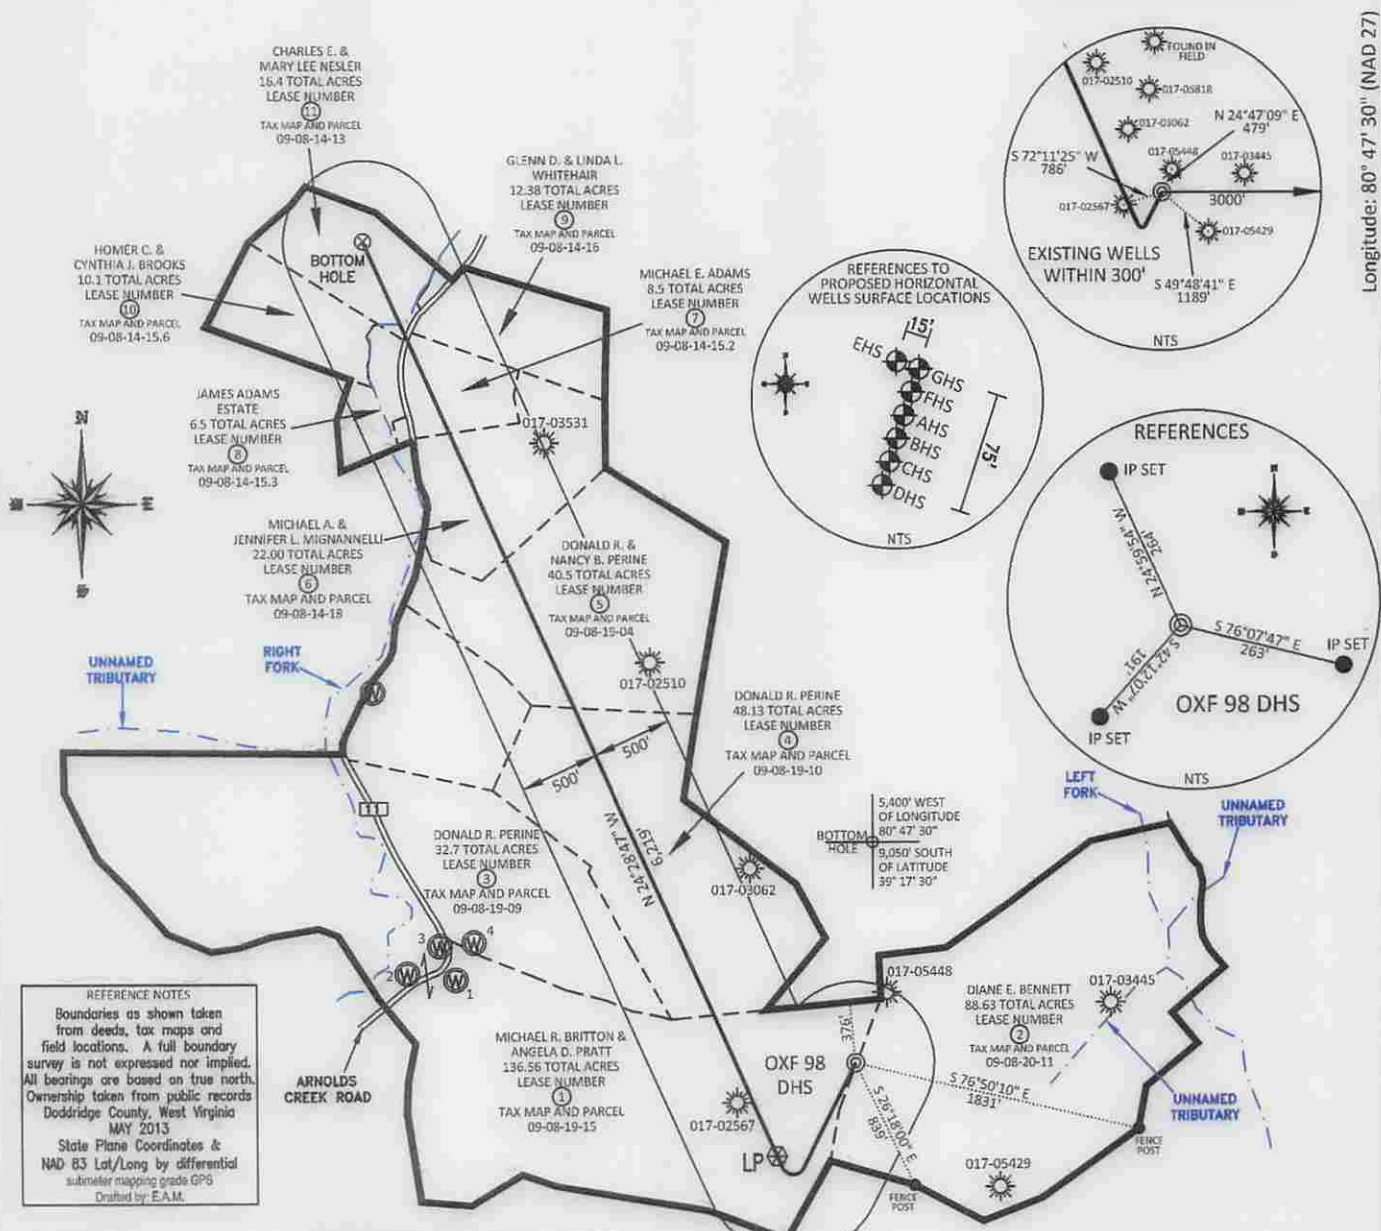 CHARLES E. &
MARY LEE NESLER
16.4 TOTAL ACRES
LEASE NUMBER
11
TAX MAP AND PARCEL
09-08-14-13
GLENN D. & LINDA L.
WHITEHAIR
12.38 TOTAL ACRES
LEASE NUMBER
9
TAX MAP AND PARCEL
09-08-14-16
HOMER C. &
CYNTHIA J. BROOKS
10.1 TOTAL ACRES
LEASE NUMBER
10
TAX MAP AND PARCEL
09-08-14-15.6
BOTTOM
HOLE
MICHAEL E. ADAMS
8.5 TOTAL ACRES
LEASE NUMBER
7
TAX MAP AND PARCEL
09-08-14-15.2
JAMES ADAMS
ESTATE
6.5 TOTAL ACRES
LEASE NUMBER
8
TAX MAP AND PARCEL
09-08-14-15.3
017-03531
MICHAEL A. &
JENNIFER L. MIGNANNELLI
22.00 TOTAL ACRES
LEASE NUMBER
6
TAX MAP AND PARCEL
09-08-14-18
DONALD R. &
NANCY B. PERINE
40.5 TOTAL ACRES
LEASE NUMBER
5
TAX MAP AND PARCEL
09-08-15-04
017-02510
UNNAMED
TRIBUTARY
RIGHT
FORK
W
N
S
DONALD R. PERINE
48.13 TOTAL ACRES
LEASE NUMBER
4
TAX MAP AND PARCEL
09-08-19-10
500'
500'
N 24°28'47" W
6,219'
11
DONALD R. PERINE
32.7 TOTAL ACRES
LEASE NUMBER
3
TAX MAP AND PARCEL
09-08-19-09
017-03062
BOTTOM
HOLE
5,400' WEST
OF LONGITUDE
80° 47' 30"
9,050' SOUTH
OF LATITUDE
39° 17' 30"
3
W
W
4
2
W
W
1
ARNOLDS
CREEK ROAD
MICHAEL R. BRITTON &
ANGELA D. PRATT
136.56 TOTAL ACRES
LEASE NUMBER
1
TAX MAP AND PARCEL
09-08-19-15
017-02567
LP
OXF 98
DHS
376'
017-05448
DIANE E. BENNETT
88.63 TOTAL ACRES
LEASE NUMBER
2
TAX MAP AND PARCEL
09-08-20-11
017-03445
S 76°50'10" E
1831'
S 26°18'00" E
839'
FENCE
POST
FENCE
POST
017-05429
UNNAMED
TRIBUTARY
LEFT
FORK
UNNAMED
TRIBUTARY
REFERENCE NOTES
Boundaries as shown taken
from deeds, tax maps and
field locations. A full boundary
survey is not expressed nor implied.
All bearings are based on true north.
Ownership taken from public records
Doddridge County, West Virginia
MAY 2013
State Plane Coordinates &
NAD 83 Lat/Long by differential
submeter mapping grade GPS
Drafted by: E.A.M.
REFERENCES TO
PROPOSED HORIZONTAL
WELLS SURFACE LOCATIONS
15'
EHS
GHS
FHS
AHS
BHS
CHS
DHS
75'
NTS
FOUND IN
FIELD
017-02510
017-05818
017-03062
N 24°47'09" E
479'
S 72°11'25" W
786'
017-05448
017-03445
017-02567
3000'
017-05429
EXISTING WELLS
WITHIN 300'
S 49°48'41" E
1189'
NTS
REFERENCES
IP SET
N 24°59'54" W
264'
S 76°07'47" E
263'
IP SET
S 42°12'07" W
191'
IP SET
OXF 98 DHS
NTS
Longitude: 80° 47' 30" (NAD 27)